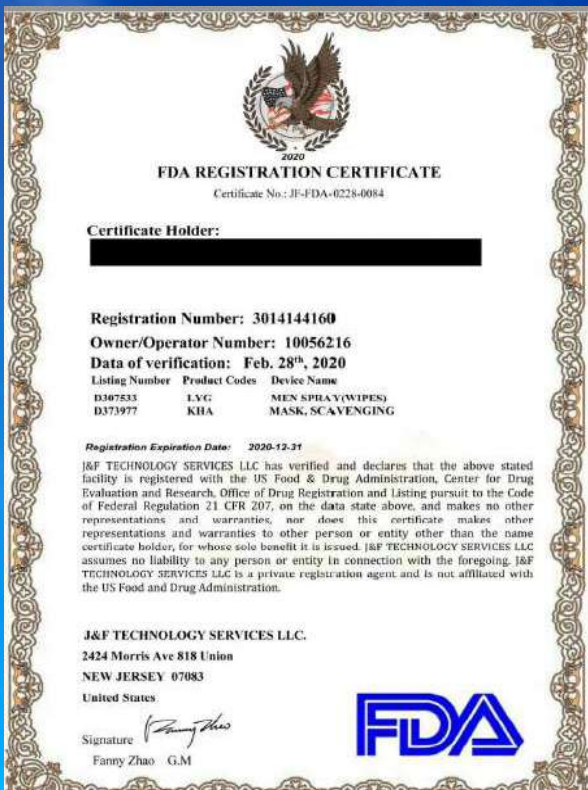 2020
FDA REGISTRATION CERTIFICATE
Certificate No.: JF-FDA-0228-0084
Certificate Holder:
Registration Number: 3014144160
Owner/Operator Number: 10056216
Data of verification: Feb. 28th, 2020
Listing Number Product Codes Device Name
D307533 LYG MEN SPRAY(WIPES)
D373977 KHA MASK, SCAVENGING
Registration Expiration Date: 2020-12-31
J&F TECHNOLOGY SERVICES LLC has verified and declares that the above stated
facility is registered with the US Food & Drug Administration, Center for Drug
Evaluation and Research, Office of Drug Registration and Listing pursuit to the Code
of Federal Regulation 21 CFR 207, on the data state above, and makes no other
representations and warranties, nor does this certificate makes other
representations and warranties to other person or entity other than the name
certificate holder, for whose sole benefit it is issued. J&F TECHNOLOGY SERVICES LLC
assumes no liability to any person or entity in connection with the foregoing. J&F
TECHNOLOGY SERVICES LLC is a private registration agent and is not affiliated with
the US Food and Drug Administration.
J&F TECHNOLOGY SERVICES LLC.
2424 Morris Ave 818 Union
NEW JERSEY 07083
United States
Signature Fanny Zhao
Fanny Zhao G.M
FDA